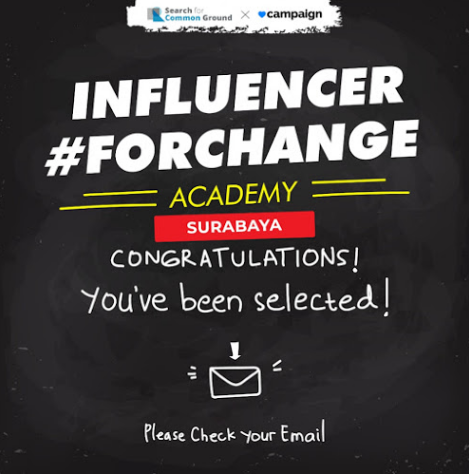 Search for
Common Ground × campaign
INFLUENCER
#FORCHANGE
ACADEMY
SURABAYA
CONGRATULATIONS!
You've been selected!
Please Check Your Email